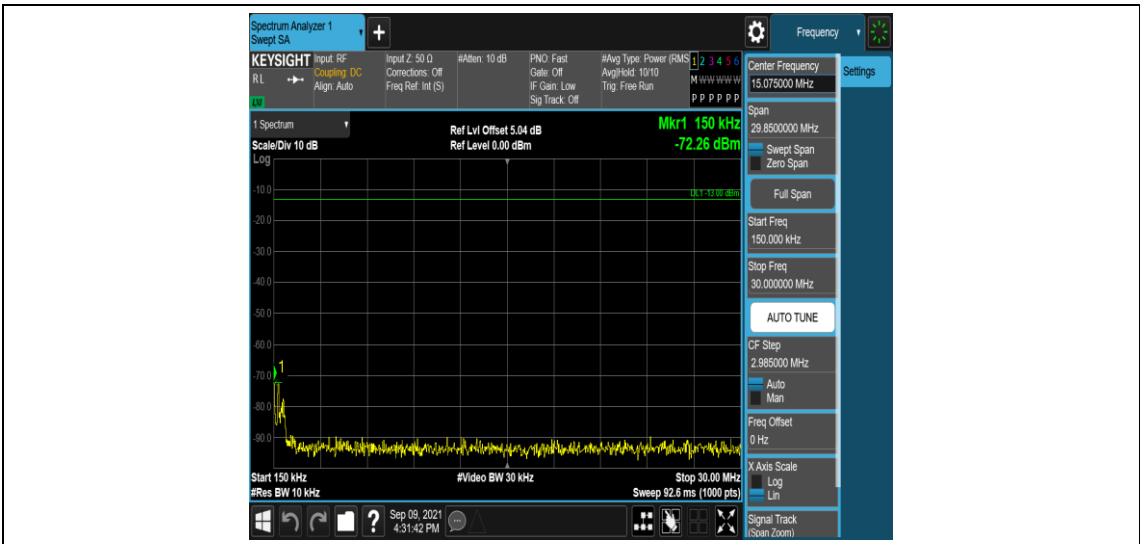 Spectrum Analyzer 1
Swept SA
+
Frequency
KEYSIGHT
RL
LW
Input: RF
Coupling: DC
Align: Auto
Input Z: 50 Ω
Corrections: Off
Freq Ref: Int (S)
#Atten: 10 dB
PNO: Fast
Gate: Off
IF Gain: Low
Sig Track: Off
#Avg Type: Power (RMS
Avg|Hold: 10/10
Trig: Free Run
1 2 3 4 5 6
M W W W W W
P P P P P P
1 Spectrum
Scale/Div 10 dB
Log
Ref Lvl Offset 5.04 dB
Ref Level 0.00 dBm
Mkr1 150 kHz
-72.26 dBm
DL1 -13.00 dBm
-10.0
-20.0
-30.0
-40.0
-50.0
-60.0
-70.0
-80.0
-90.0
1
Start 150 kHz
#Res BW 10 kHz
#Video BW 30 kHz
Stop 30.00 MHz
Sweep 92.6 ms (1000 pts)
?
Sep 09, 2021
4:31:42 PM
Center Frequency
15.075000 MHz
Settings
Span
29.8500000 MHz
Swept Span
Zero Span
Full Span
Start Freq
150.000 kHz
Stop Freq
30.000000 MHz
AUTO TUNE
CF Step
2.985000 MHz
Auto
Man
Freq Offset
0 Hz
X Axis Scale
Log
Lin
Signal Track
(Span Zoom)